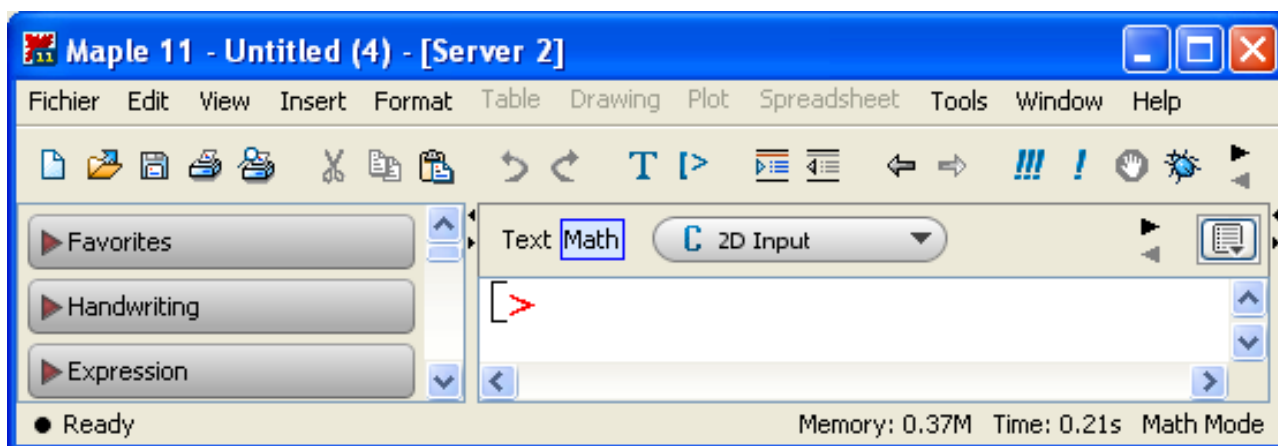 Maple 11 - Untitled (4) - [Server 2]
Fichier Edit View Insert Format Table Drawing Plot Spreadsheet Tools Window Help
T [> !!! !
Favorites
Text Math C 2D Input
Handwriting
[>
Expression
Ready Memory: 0.37M Time: 0.21s Math Mode